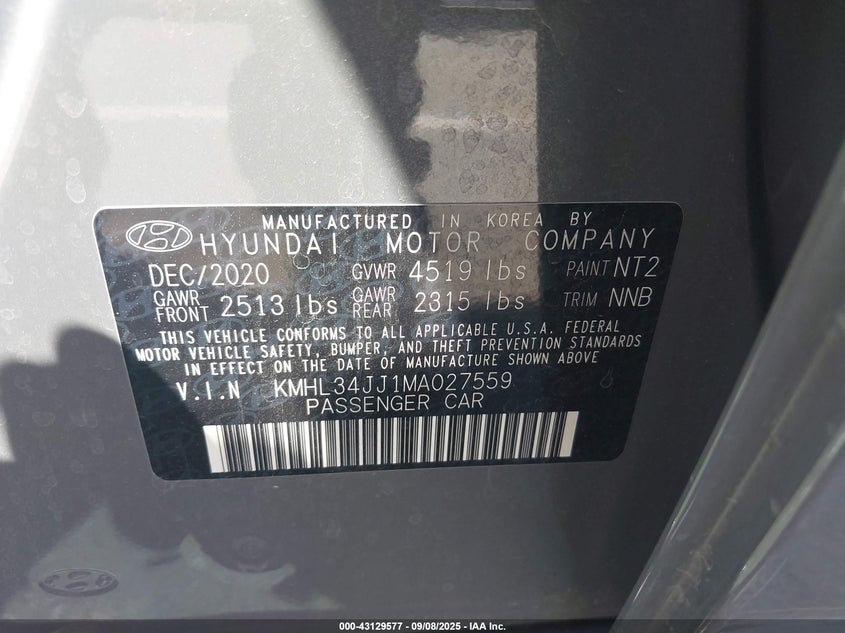 MANUFACTURED IN KOREA BY
HYUNDAI MOTOR COMPANY
DEC/2020 GVWR 4519 lbs PAINT NT2
GAWR FRONT 2513 lbs GAWR REAR 2315 lbs TRIM NNB
THIS VEHICLE CONFORMS TO ALL APPLICABLE U.S.A. FEDERAL
MOTOR VEHICLE SAFETY, BUMPER, AND THEFT PREVENTION STANDARDS
IN EFFECT ON THE DATE OF MANUFACTURE SHOWN ABOVE
V.I.N KMHL34JJ1MA027559
PASSENGER CAR
000-43129577 - 09/08/2025 - IAA Inc.